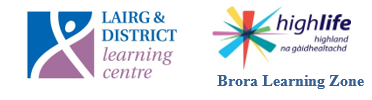 LAIRG &
DISTRICT
learning
centre
highlife
highland
na gàidhealtachd
Brora Learning Zone